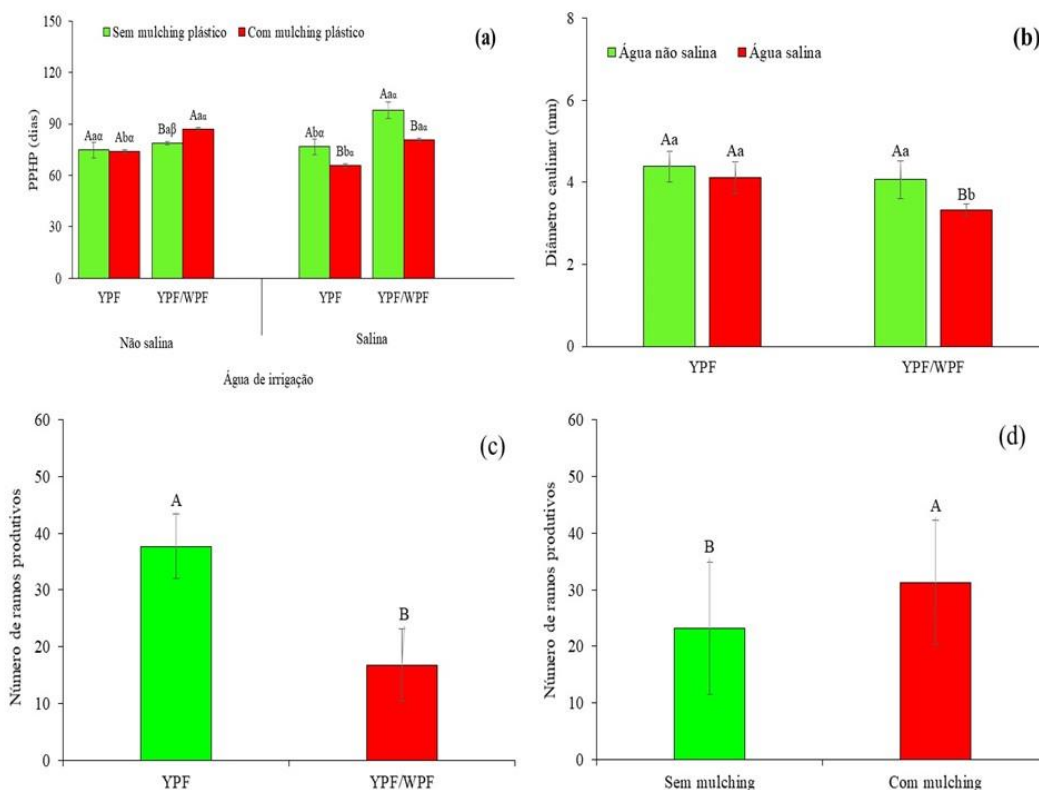 Sem mulching plástico Com mulching plástico
(a)
PPHP (dias)
150
120
90
60
30
0
Aaα Abα Baβ Aaα Abα Bbα Aaα Baα
YPF YPF/WPF YPF YPF/WPF
Não salina Salina
Água de irrigação
(b)
Água não salina Água salina
Diâmetro caulinar (mm)
8
6
4
2
0
Aa Aa Aa Bb
YPF YPF/WPF
(c)
Número de ramos produtivos
60
50
40
30
20
10
0
A B
YPF YPF/WPF
(d)
Número de ramos produtivos
60
50
40
30
20
10
0
B A
Sem mulching Com mulching